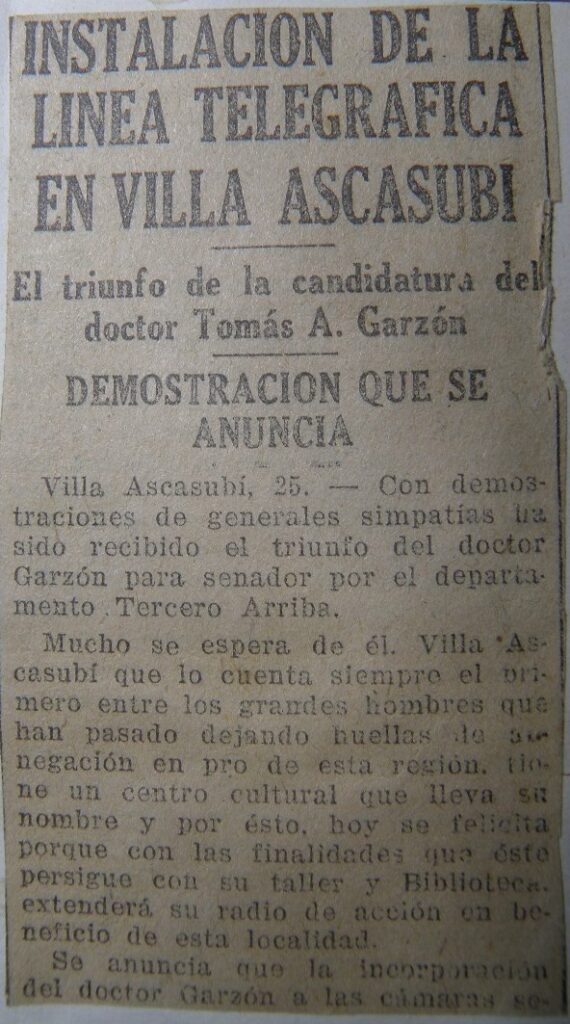 INSTALACION DE LA
LINEA TELEGRAFICA
EN VILLA ASCASUBI
El triunfo de la candidatura del
doctor Tomás A. Garzón
DEMOSTRACION QUE SE
ANUNCIA
Villa Ascasubí, 25. — Con demos-
traciones de generales simpatías ha
sido recibido el triunfo del doctor
Garzón para senador por el departa-
mento Tercero Arriba.
Mucho se espera de él. Villa As-
casubí que lo cuenta siempre el pri-
mero entre los grandes hombres que
han pasado dejando huellas de ab-
negación en pro de esta región, tie-
ne un centro cultural que lleva su
nombre y por ésto, hoy se felicita
porque con las finalidades que éste
persigue con su taller y Biblioteca,
extenderá su radio de acción en be-
neficio de esta localidad.
Se anuncia que la incorporación
del doctor Garzón a las cámaras se-